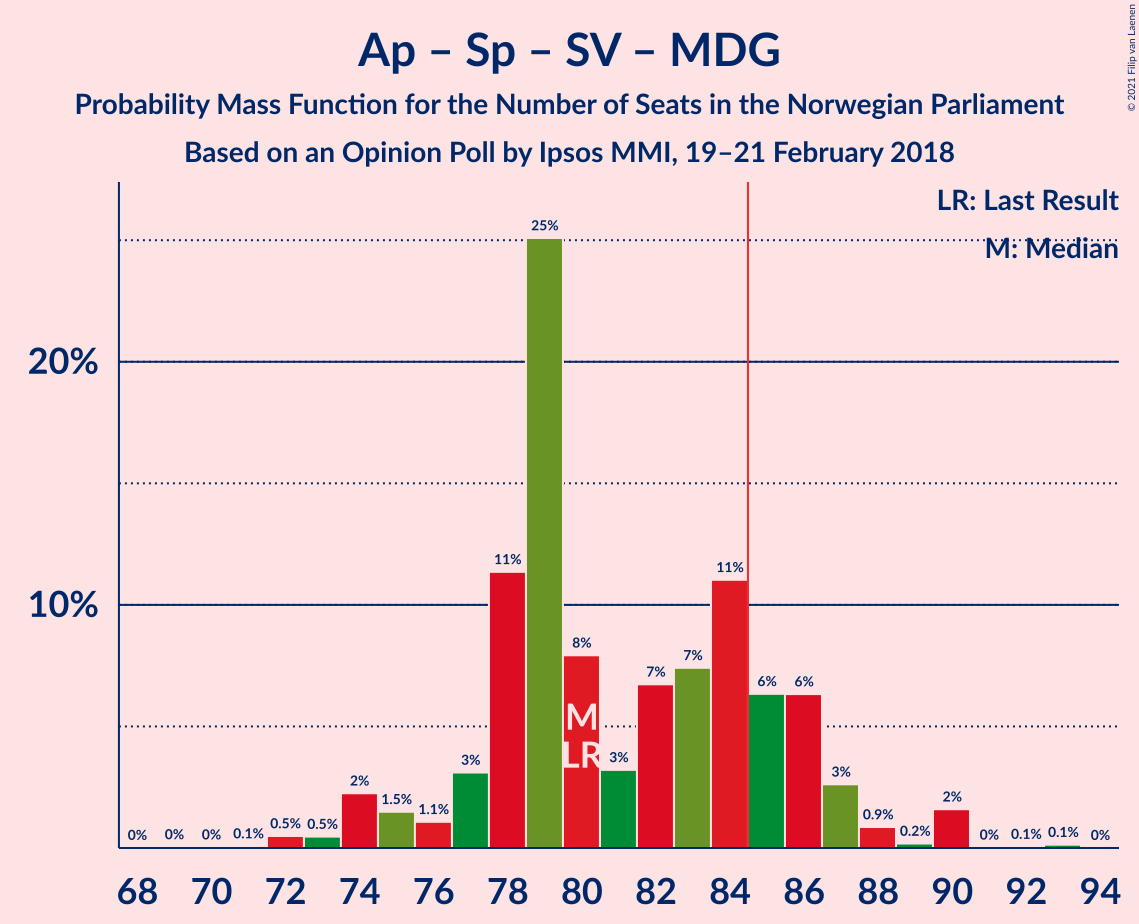 Ap – Sp – SV – MDG
Probability Mass Function for the Number of Seats in the Norwegian Parliament
Based on an Opinion Poll by Ipsos MMI, 19–21 February 2018
© 2021 Filip van Laenen
LR: Last Result
M: Median
20%
10%
0% 0% 0% 0.1% 0.5% 0.5% 2% 1.5% 1.1% 3% 11% 25% 8% 3% 7% 7% 11% 6% 6% 3% 0.9% 0.2% 2% 0% 0.1% 0.1% 0%
M
LR
68 70 72 74 76 78 80 82 84 86 88 90 92 94